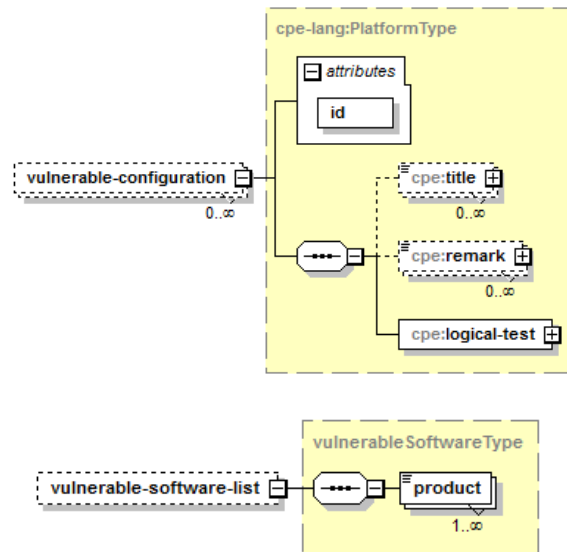 cpe-lang:PlatformType
attributes
id
vulnerable-configuration
0..∞
cpe:title
0..∞
cpe:remark
0..∞
cpe:logical-test
vulnerableSoftwareType
vulnerable-software-list
product
1..∞